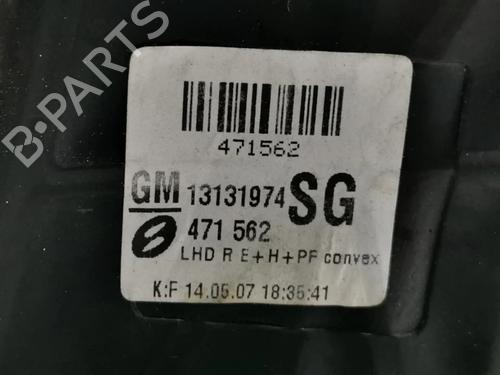 B-PARTS
471562
GM 13131974 SG
471 562
LHD R E+H+PF convex
K:F 14.05.07 18:35:41